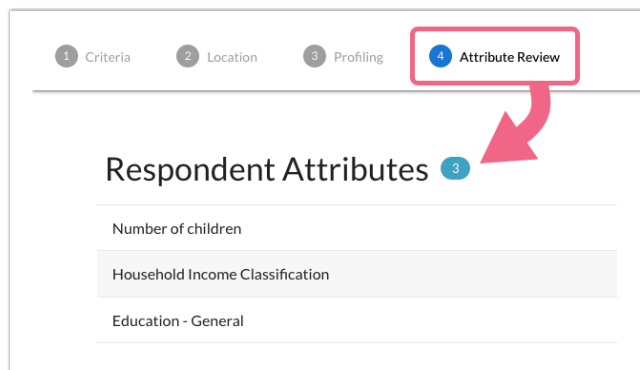 1 Criteria 2 Location 3 Profiling 4 Attribute Review
Respondent Attributes 3
Number of children
Household Income Classification
Education - General